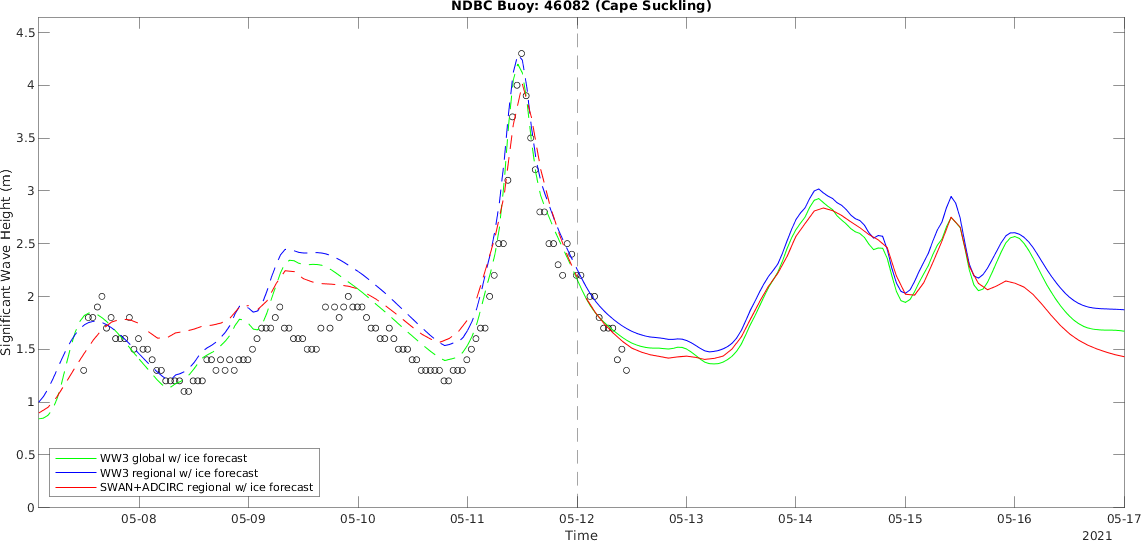 NDBC Buoy: 46082 (Cape Suckling)
4.5
4
3.5
3
2.5
2
1.5
1
0.5
0
Significant Wave Height (m)
WW3 global w/ ice forecast
WW3 regional w/ ice forecast
SWAN+ADCIRC regional w/ ice forecast
05-08 05-09 05-10 05-11 05-12 05-13 05-14 05-15 05-16 05-17
Time
2021